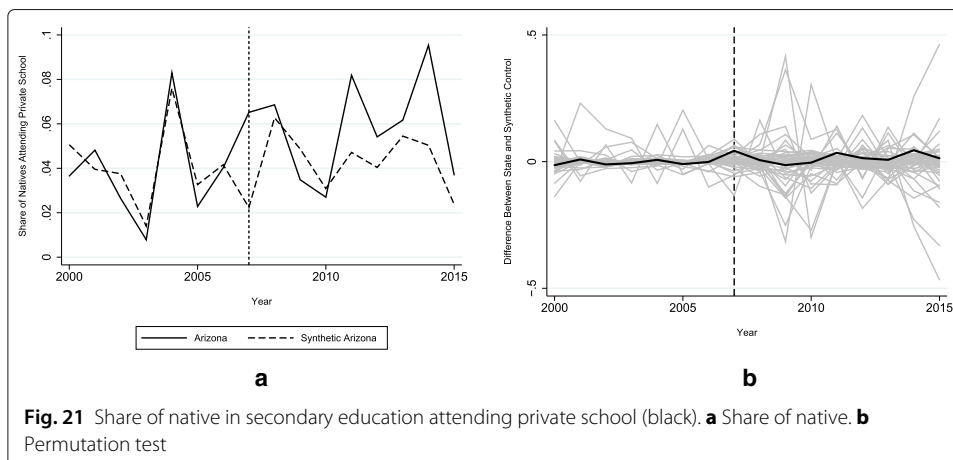 Share of Natives Attending Private School
.1
.08
.06
.04
.02
0
2000
2005
2010
2015
Year
Arizona
Synthetic Arizona
a
Difference Between State and Synthetic Control
.5
0
-.5
2000
2005
2010
2015
Year
b
Fig. 21 Share of native in secondary education attending private school (black). a Share of native. b
Permutation test